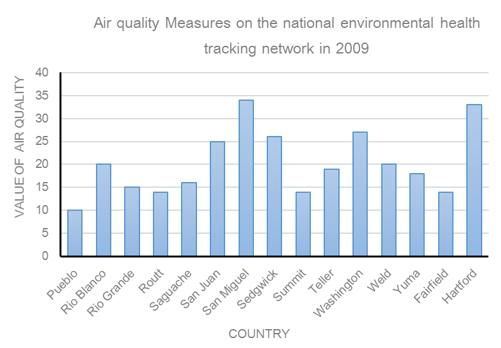 Air quality Measures on the national environmental health
tracking network in 2009
VALUE OF AIR QUALITY
40
35
30
25
20
15
10
5
0
Pueblo
Rio Blanco
Rio Grande
Routt
Saguache
San Juan
San Miguel
Sedgwick
Summit
Teller
Washington
Weld
Yuma
Fairfield
Hartford
COUNTRY